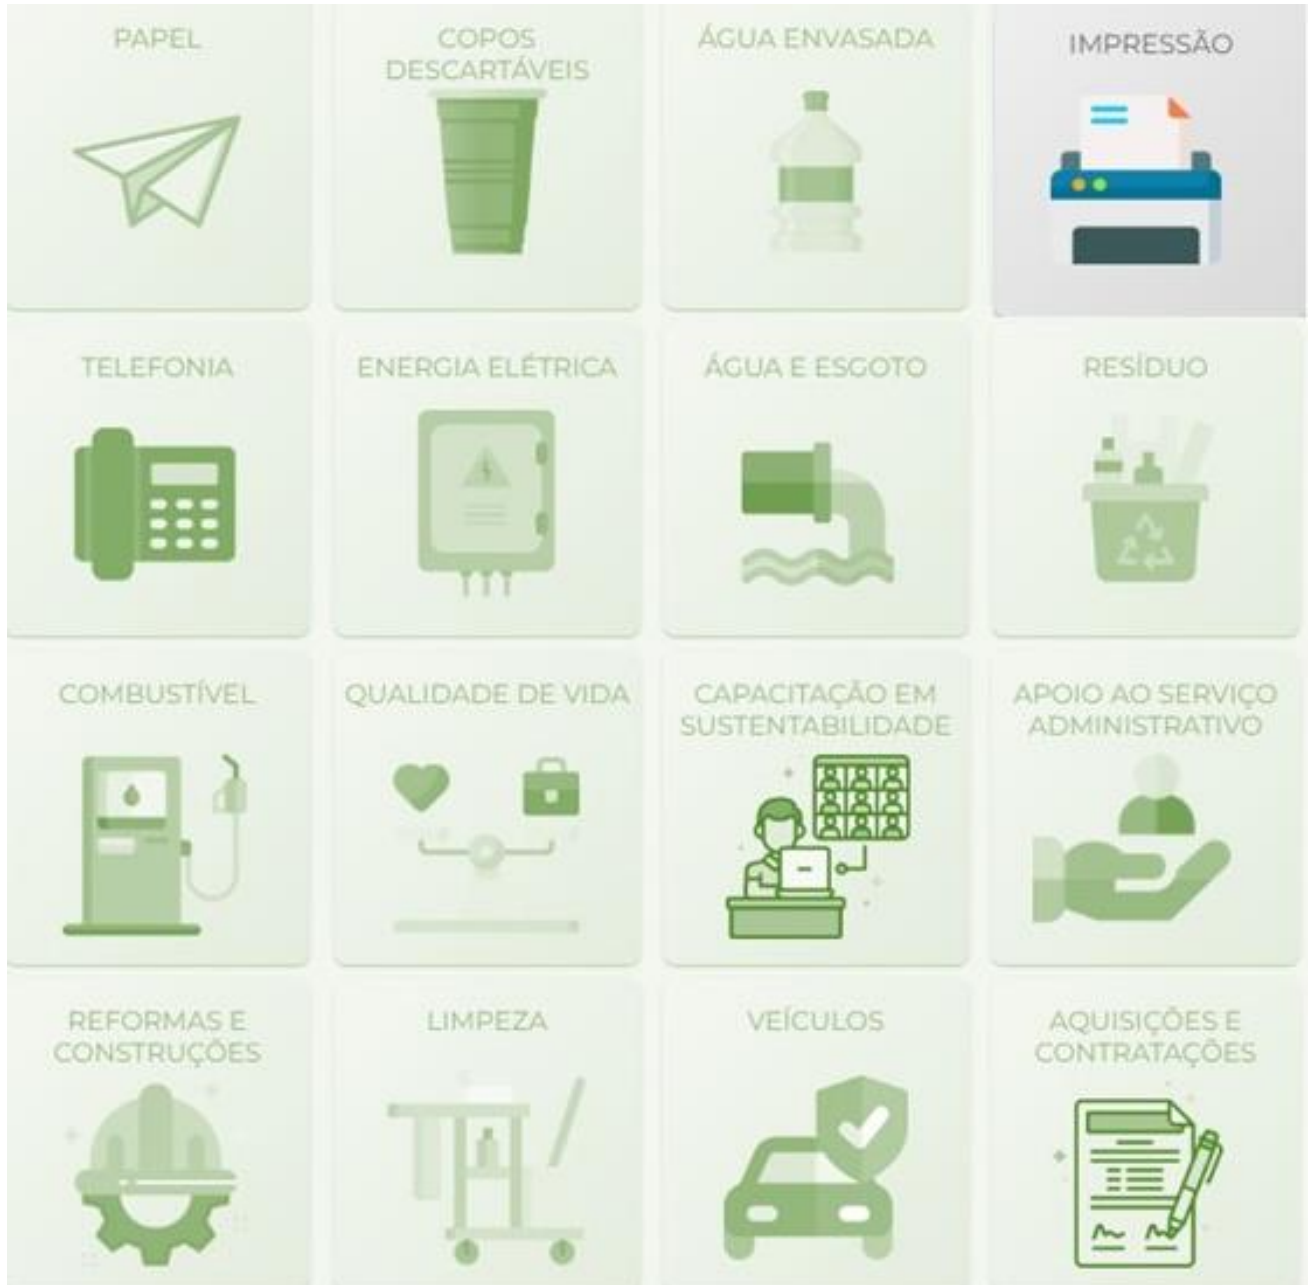 PAPEL
COPOS
DESCARTÁVEIS
ÁGUA ENVASADA
IMPRESSÃO
TELEFONIA
ENERGIA ELÉTRICA
ÁGUA E ESGOTO
RESÍDUO
COMBUSTÍVEL
QUALIDADE DE VIDA
CAPACITAÇÃO EM
SUSTENTABILIDADE
APOIO AO SERVIÇO
ADMINISTRATIVO
REFORMAS E
CONSTRUÇÕES
LIMPEZA
VEÍCULOS
AQUISIÇÕES E
CONTRATAÇÕES